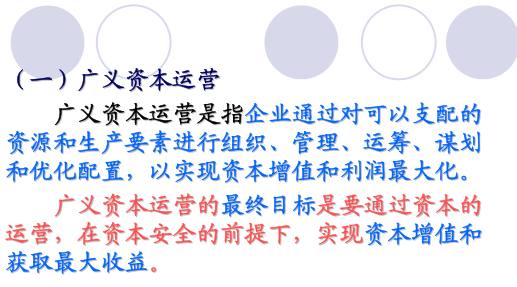 （一）广义资本运营
广义资本运营是指企业通过对可以支配的
资源和生产要素进行组织、管理、运筹、谋划
和优化配置，以实现资本增值和利润最大化。
广义资本运营的最终目标是要通过资本的
运营，在资本安全的前提下，实现资本增值和
获取最大收益。